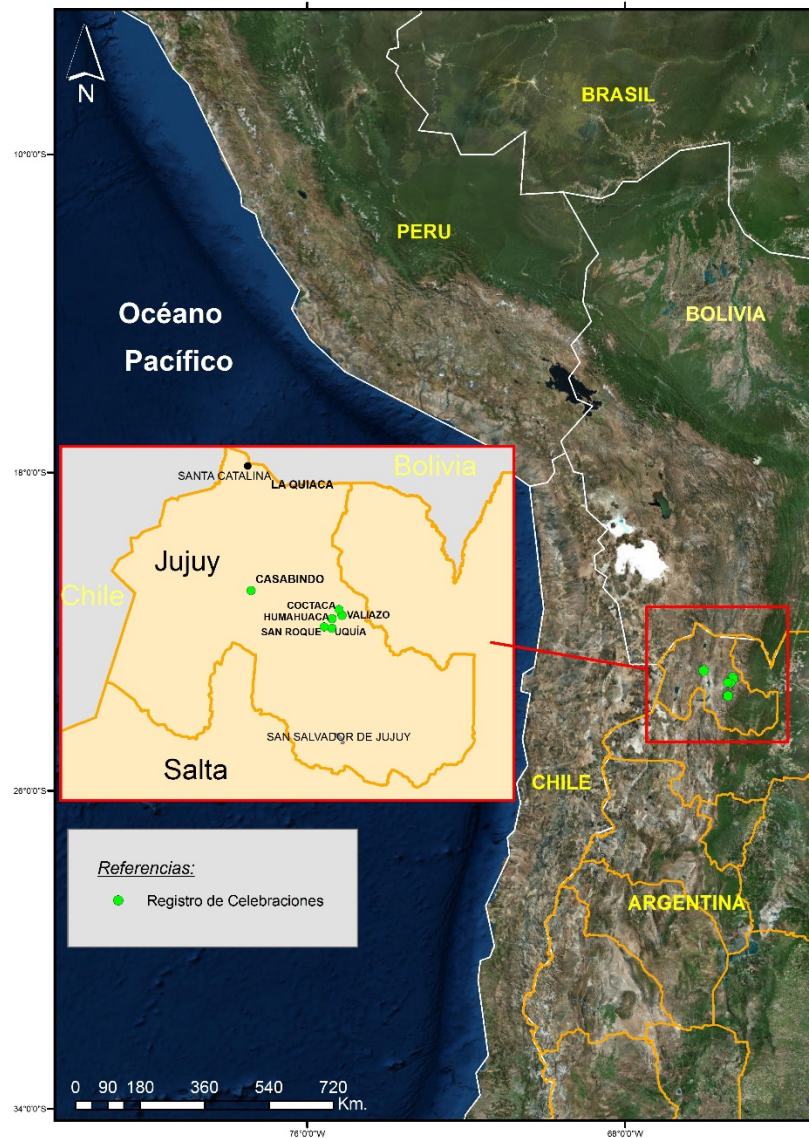 N
BRASIL
10°0'0"S
PERU
BOLIVIA
Océano
Pacífico
18°0'0"S
Bolivia
SANTA CATALINA
LA QUIACA
Jujuy
Chile
CASABINDO
COCTACA
HUMAHUACA
VALIAZO
SAN ROQUE
UQUÍA
SAN SALVADOR DE JUJUY
Salta
CHILE
26°0'0"S
Referencias:
Registro de Celebraciones
ARGENTINA
0 90 180 360 540 720
Km.
34°0'0"S
76°0'0"W
68°0'0"W